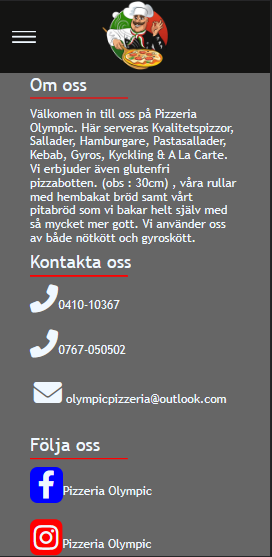 Om oss
Välkomen in till oss på Pizzeria
Olympic. Här serveras Kvalitetspizzor,
Sallader, Hamburgare, Pastasallader,
Kebab, Gyros, Kyckling & A La Carte.
Vi erbjuder även glutenfri
pizzabotten. (obs : 30cm) , våra rullar
med hembakat bröd samt vårt
pitabröd som vi bakar helt själv med
så mycket mer gott. Vi använder oss
av både nötkött och gyroskött.
Kontakta oss
0410-10367
0767-050502
olympicpizzeria@outlook.com
Följa oss
Pizzeria Olympic
Pizzeria Olympic